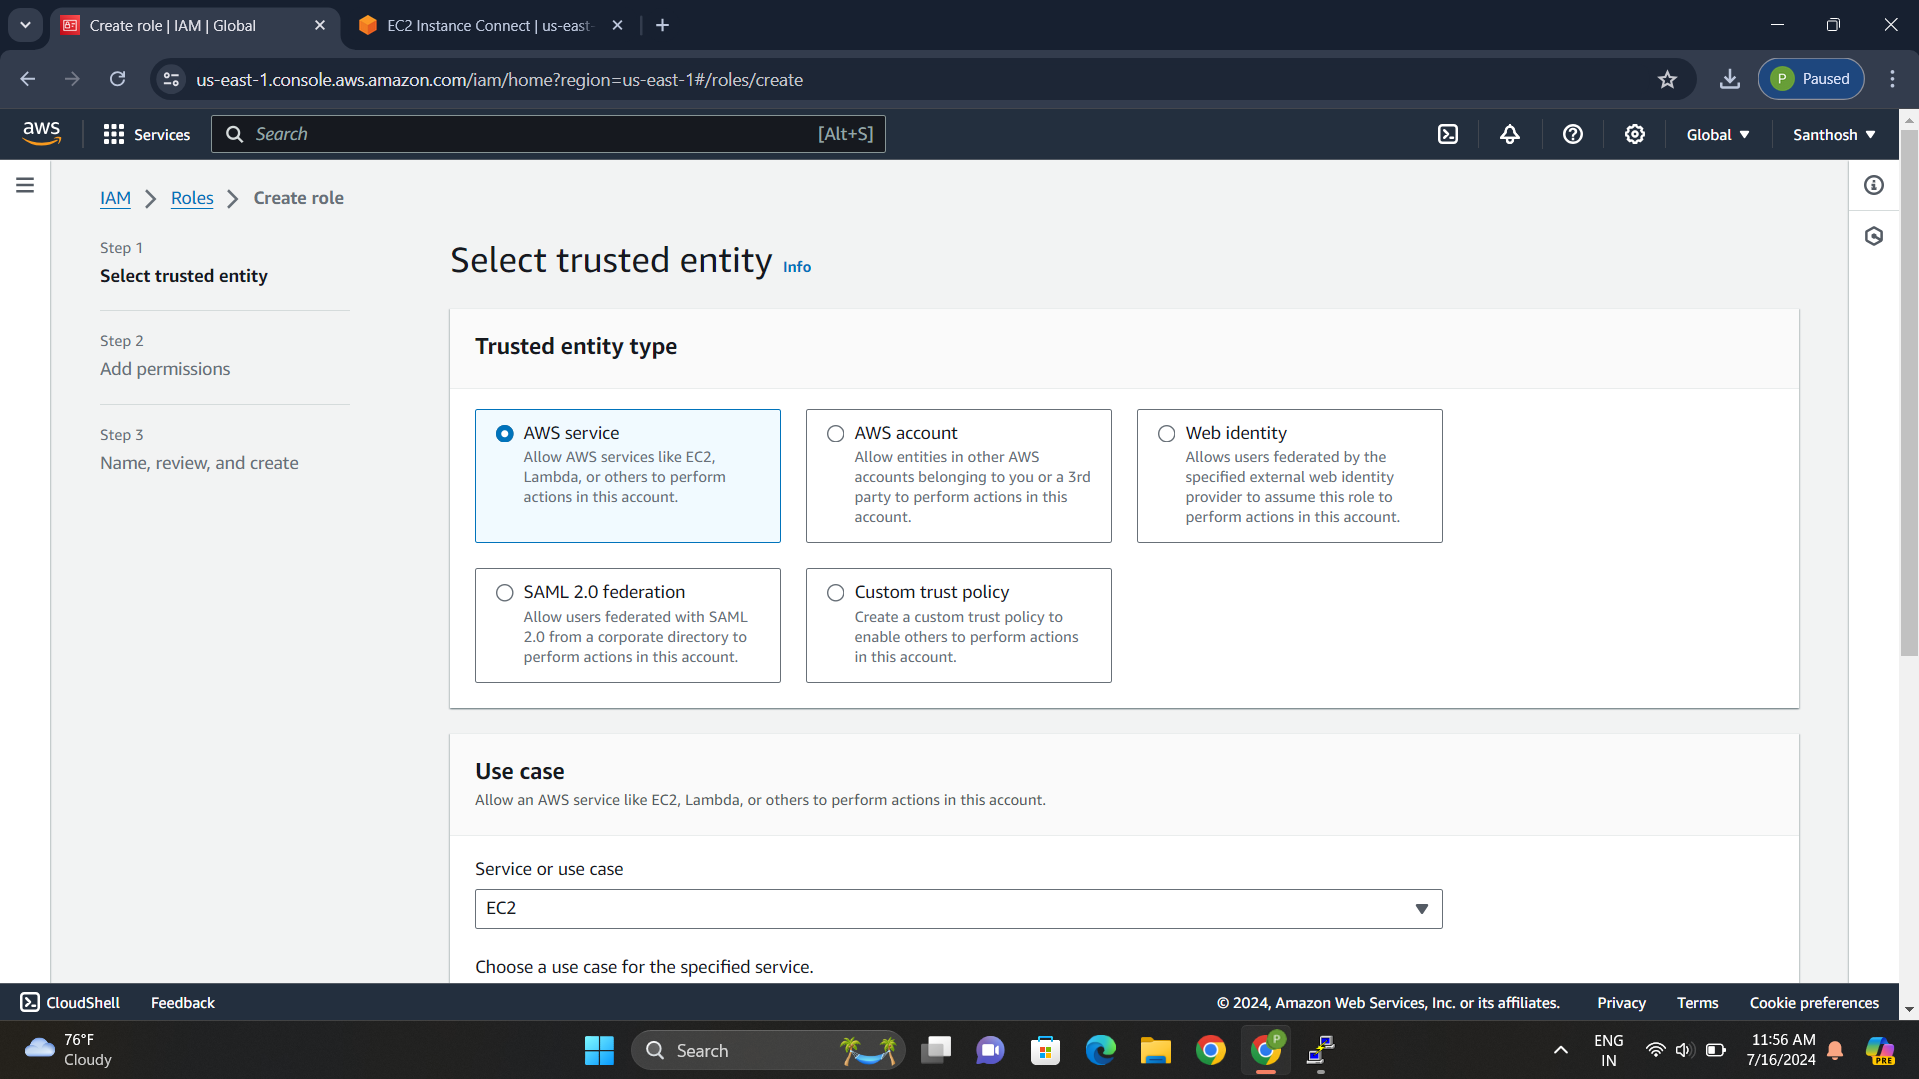 Create role | IAM | Global
EC2 Instance Connect | us-east-
us-east-1.console.aws.amazon.com/iam/home?region=us-east-1#/roles/create
P Paused
aws
Services
Search [Alt+S]
Global
Santhosh
IAM
Roles
Create role
Step 1
Select trusted entity
Step 2
Add permissions
Step 3
Name, review, and create
Select trusted entity Info
Trusted entity type
AWS service
Allow AWS services like EC2,
Lambda, or others to perform
actions in this account.
AWS account
Allow entities in other AWS
accounts belonging to you or a 3rd
party to perform actions in this
account.
Web identity
Allows users federated by the
specified external web identity
provider to assume this role to
perform actions in this account.
SAML 2.0 federation
Allow users federated with SAML
2.0 from a corporate directory to
perform actions in this account.
Custom trust policy
Create a custom trust policy to
enable others to perform actions
in this account.
Use case
Allow an AWS service like EC2, Lambda, or others to perform actions in this account.
Service or use case
EC2
Choose a use case for the specified service.
CloudShell
Feedback
© 2024, Amazon Web Services, Inc. or its affiliates.
Privacy
Terms
Cookie preferences
76°F
Cloudy
Search
P
ENG
IN
11:56 AM
7/16/2024
PRE